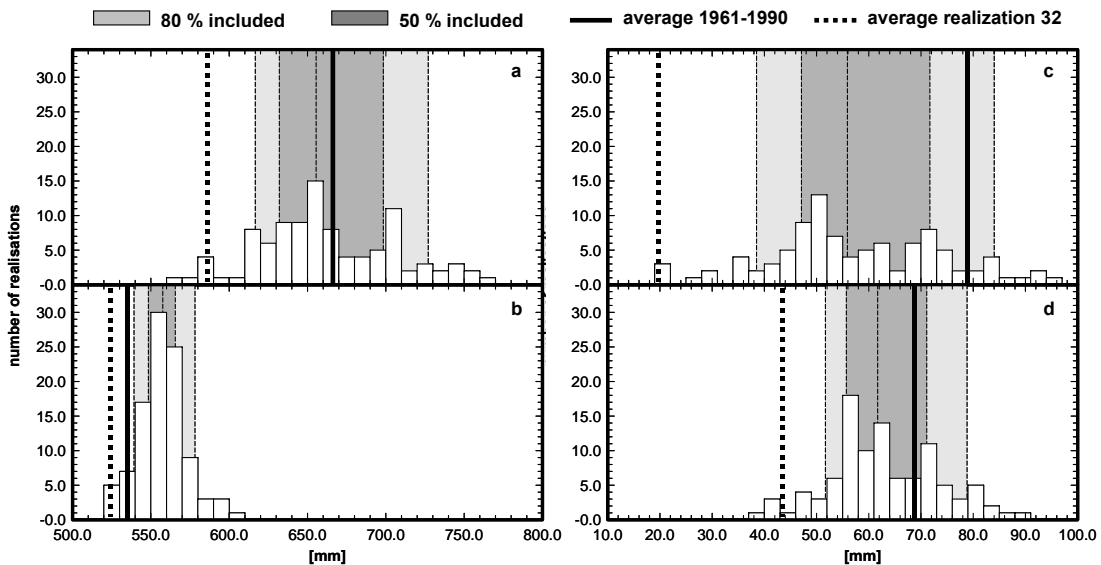 80 % included 50 % included average 1961-1990 average realization 32
number of realisations
a
30.0
25.0
20.0
15.0
10.0
5.0
-0.0
c
30.0
25.0
20.0
15.0
10.0
5.0
-0.0
b
30.0
25.0
20.0
15.0
10.0
5.0
-0.0
500.0 550.0 600.0 650.0 700.0 750.0 800.0
[mm]
d
30.0
25.0
20.0
15.0
10.0
5.0
-0.0
10.0 20.0 30.0 40.0 50.0 60.0 70.0 80.0 90.0 100.0
[mm]